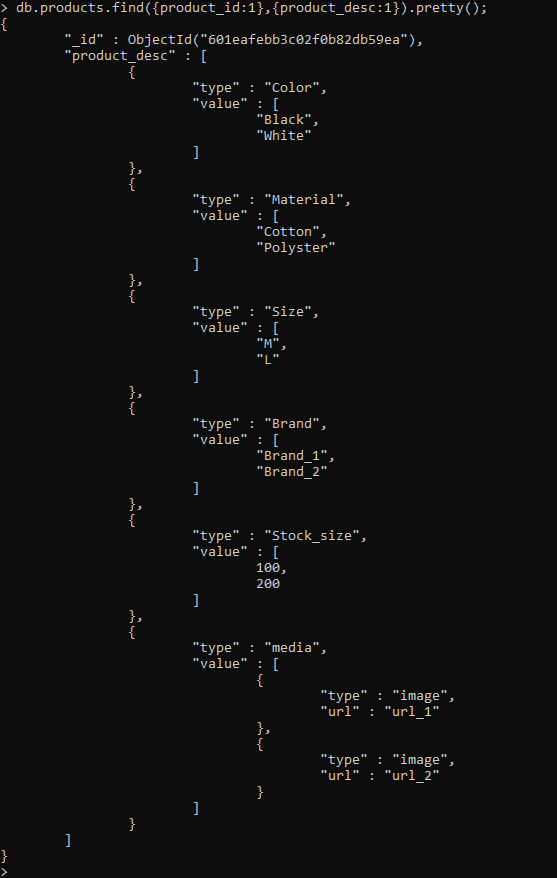 > db.products.find({product_id:1},{product_desc:1}).pretty();
{
        "_id" : ObjectId("601eafebb3c02f0b82db59ea"),
        "product_desc" : [
                {
                        "type" : "Color",
                        "value" : [
                                "Black",
                                "White"
                        ]
                },
                {
                        "type" : "Material",
                        "value" : [
                                "Cotton",
                                "Polyster"
                        ]
                },
                {
                        "type" : "Size",
                        "value" : [
                                "M",
                                "L"
                        ]
                },
                {
                        "type" : "Brand",
                        "value" : [
                                "Brand_1",
                                "Brand_2"
                        ]
                },
                {
                        "type" : "Stock_size",
                        "value" : [
                                100,
                                200
                        ]
                },
                {
                        "type" : "media",
                        "value" : [
                                {
                                        "type" : "image",
                                        "url" : "url_1"
                                },
                                {
                                        "type" : "image",
                                        "url" : "url_2"
                                }
                        ]
                }
        ]
}
>